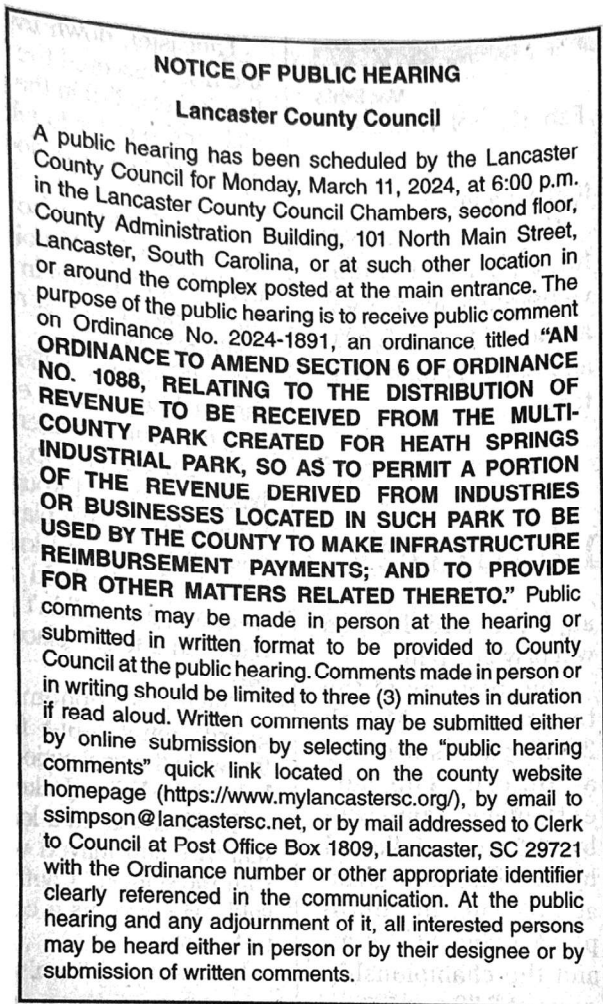 NOTICE OF PUBLIC HEARING
Lancaster County Council
A public hearing has been scheduled by the Lancaster
County Council for Monday, March 11, 2024, at 6:00 p.m.
in the Lancaster County Council Chambers, second floor,
County Administration Building, 101 North Main Street,
Lancaster, South Carolina, or at such other location in
or around the complex posted at the main entrance. The
purpose of the public hearing is to receive public comment
on Ordinance No. 2024-1891, an ordinance titled “AN
ORDINANCE TO AMEND SECTION 6 OF ORDINANCE
NO. 1088, RELATING TO THE DISTRIBUTION OF
REVENUE TO BE RECEIVED FROM THE MULTI-
COUNTY PARK CREATED FOR HEATH SPRINGS
INDUSTRIAL PARK, SO AS TO PERMIT A PORTION
OF THE REVENUE DERIVED FROM INDUSTRIES
OR BUSINESSES LOCATED IN SUCH PARK TO BE
USED BY THE COUNTY TO MAKE INFRASTRUCTURE
REIMBURSEMENT PAYMENTS; AND TO PROVIDE
FOR OTHER MATTERS RELATED THERETO.” Public
comments may be made in person at the hearing or
submitted in written format to be provided to County
Council at the public hearing. Comments made in person or
in writing should be limited to three (3) minutes in duration
if read aloud. Written comments may be submitted either
by online submission by selecting the “public hearing
comments” quick link located on the county website
homepage (https://www.mylancastersc.org/), by email to
ssimpson@lancastersc.net, or by mail addressed to Clerk
to Council at Post Office Box 1809, Lancaster, SC 29721
with the Ordinance number or other appropriate identifier
clearly referenced in the communication. At the public
hearing and any adjournment of it, all interested persons
may be heard either in person or by their designee or by
submission of written comments.